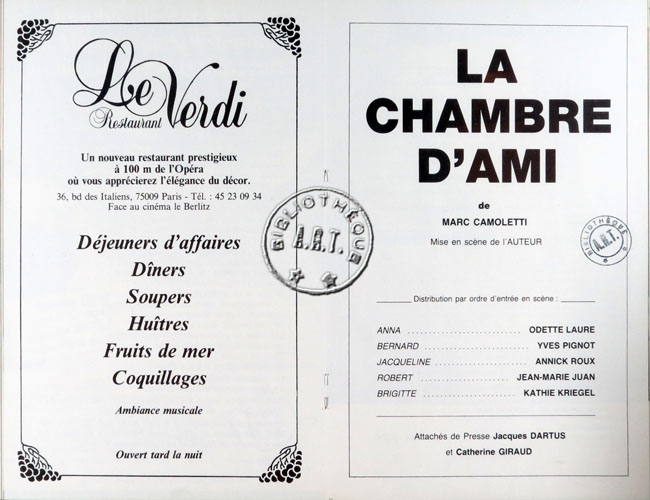 Le Verdi
Restaurant
Un nouveau restaurant prestigieux
à 100 m de l'Opéra
où vous apprécierez l'élégance du décor.
36, bd des Italiens, 75009 Paris - Tél. : 45 23 09 34
Face au cinéma le Berlitz
Déjeuners d'affaires
Dîners
Soupers
Huîtres
Fruits de mer
Coquillages
Ambiance musicale
Ouvert tard la nuit
BIBLIOTHÈQUE
A.R.T.
LA
CHAMBRE
D'AMI
de
MARC CAMOLETTI
Mise en scène de l'AUTEUR
BIBLIOTHÈQUE
A.R.T.
Distribution par ordre d'entrée en scène :
ANNA ........................ ODETTE LAURE
BERNARD ........................ YVES PIGNOT
JACQUELINE ........................ ANNICK ROUX
ROBERT ........................ JEAN-MARIE JUAN
BRIGITTE ........................ KATHIE KRIEGEL
Attachés de Presse Jacques DARTUS
et Catherine GIRAUD